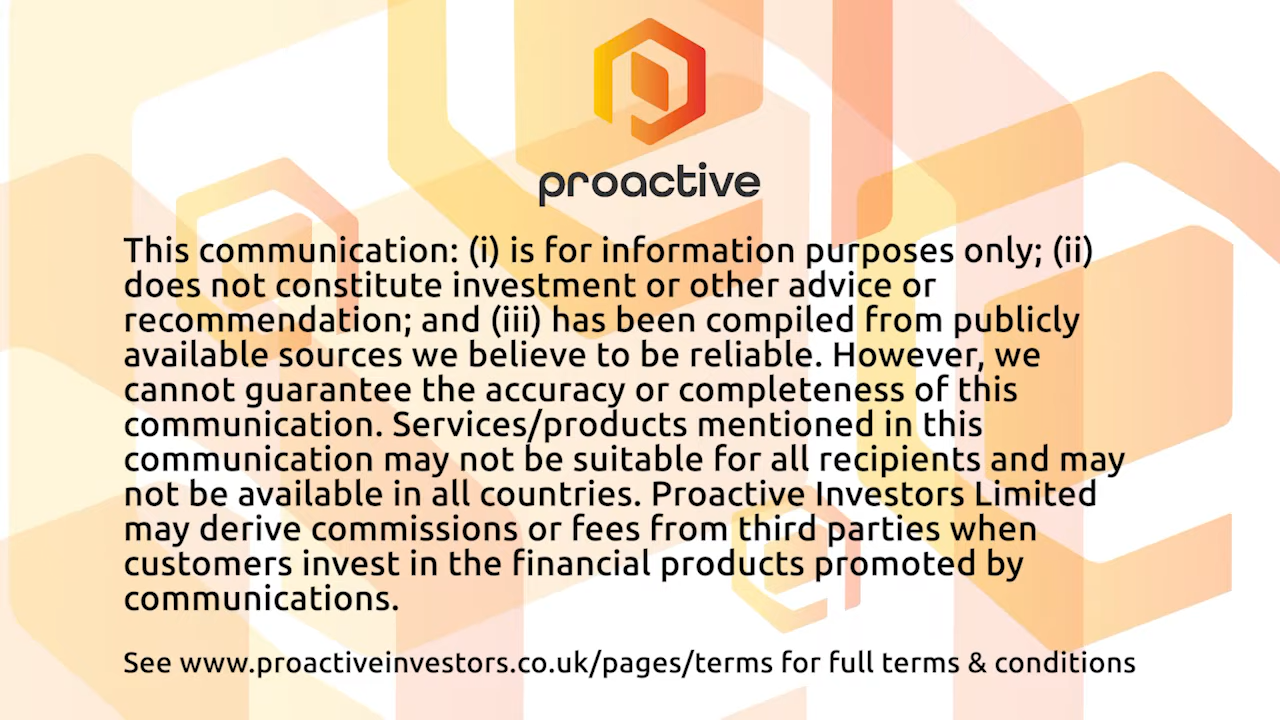 proactive
This communication: (i) is for information purposes only; (ii)
does not constitute investment or other advice or
recommendation; and (iii) has been compiled from publicly
available sources we believe to be reliable. However, we
cannot guarantee the accuracy or completeness of this
communication. Services/products mentioned in this
communication may not be suitable for all recipients and may
not be available in all countries. Proactive Investors Limited
may derive commissions or fees from third parties when
customers invest in the financial products promoted by
communications.
See www.proactiveinvestors.co.uk/pages/terms for full terms & conditions